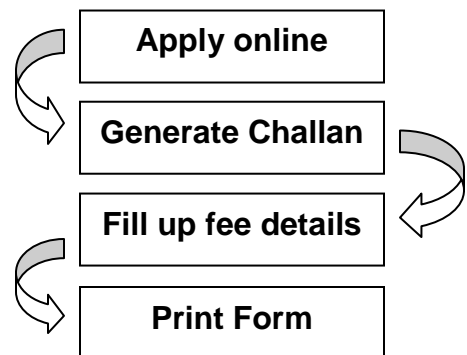 Apply online
Generate Challan
Fill up fee details
Print Form